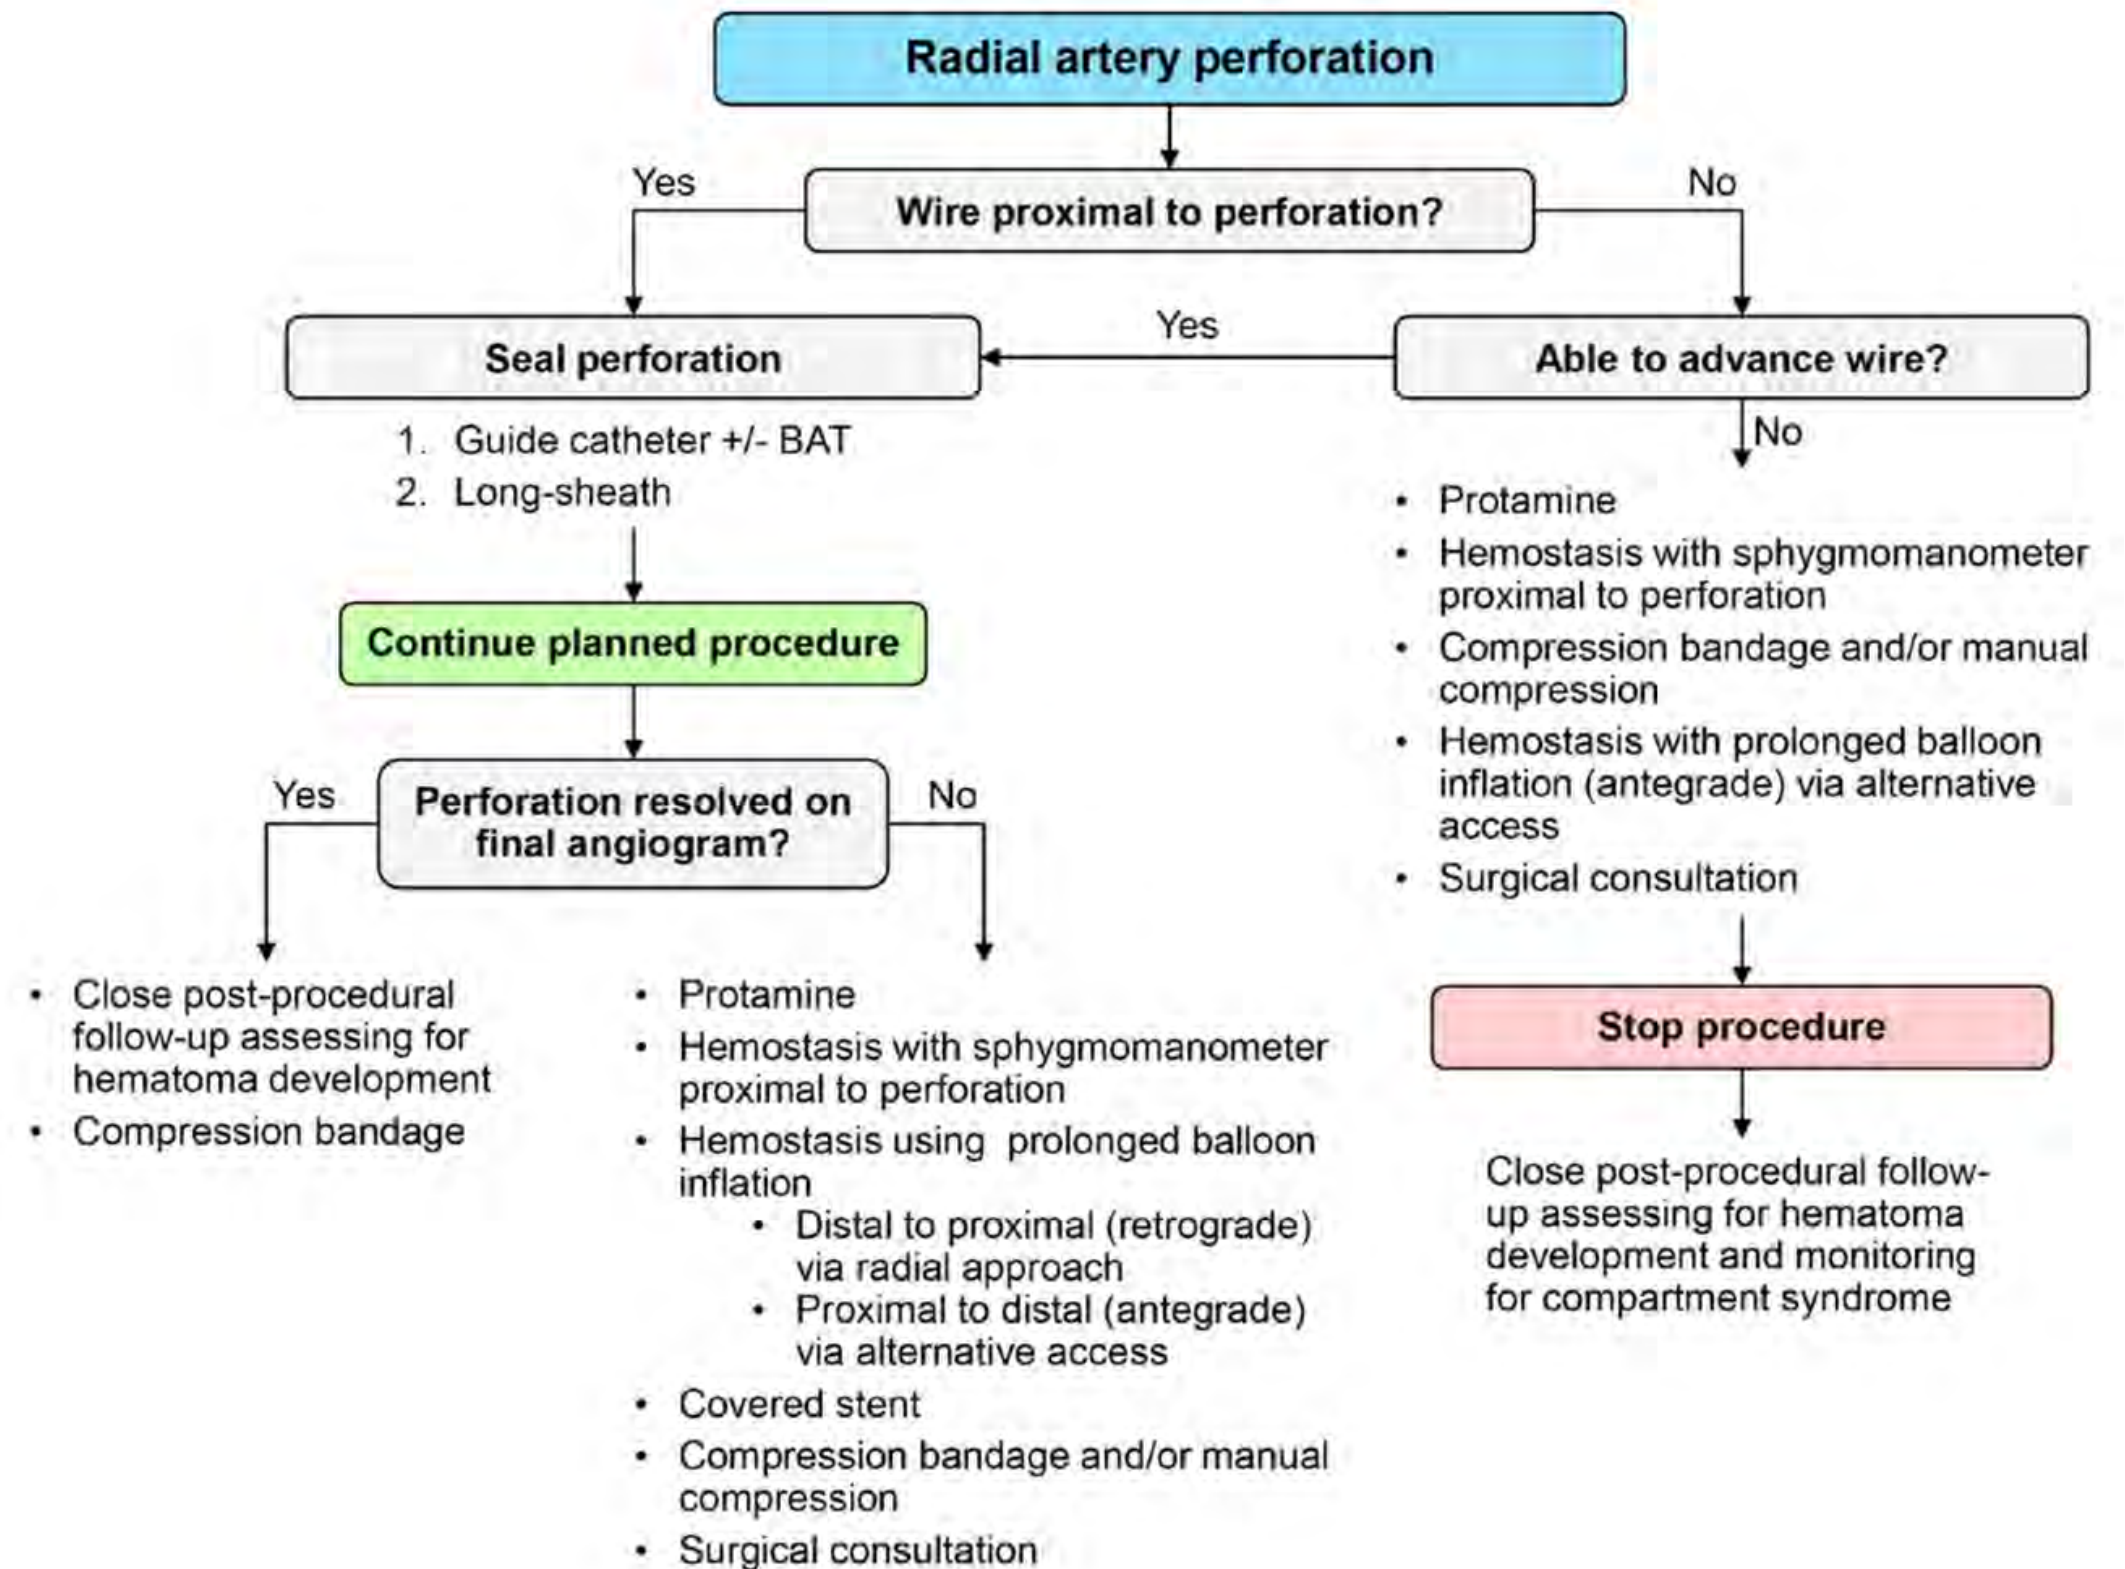 Radial artery perforation
Yes
Wire proximal to perforation?
No
Seal perforation
Yes
Able to advance wire?
1. Guide catheter +/- BAT
2. Long-sheath
No
• Protamine
• Hemostasis with sphygmomanometer
proximal to perforation
• Compression bandage and/or manual
compression
• Hemostasis with prolonged balloon
inflation (antegrade) via alternative
access
• Surgical consultation
Continue planned procedure
Yes
Perforation resolved on
final angiogram?
No
Stop procedure
Close post-procedural follow-
up assessing for hematoma
development and monitoring
for compartment syndrome
• Close post-procedural
follow-up assessing for
hematoma development
• Compression bandage
• Protamine
• Hemostasis with sphygmomanometer
proximal to perforation
• Hemostasis using prolonged balloon
inflation
• Distal to proximal (retrograde)
via radial approach
• Proximal to distal (antegrade)
via alternative access
• Covered stent
• Compression bandage and/or manual
compression
• Surgical consultation